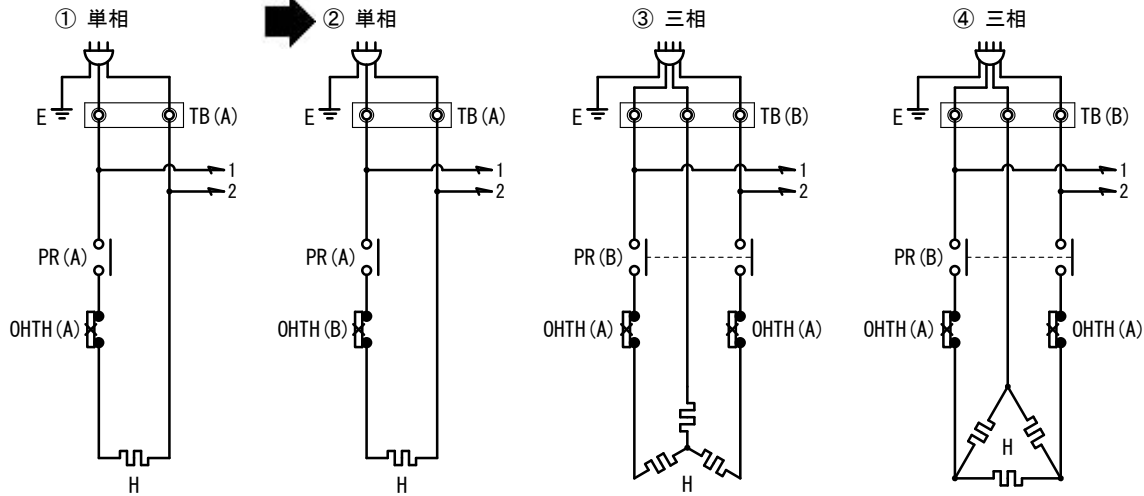 ① 単相
② 単相
③ 三相
④ 三相
E
TB(A)
E
TB(A)
E
TB(B)
E
TB(B)
1
2
1
2
1
2
1
2
PR(A)
PR(A)
PR(B)
PR(B)
OHTH(A)
OHTH(B)
OHTH(A)
OHTH(A)
OHTH(A)
OHTH(A)
H
H
H
H